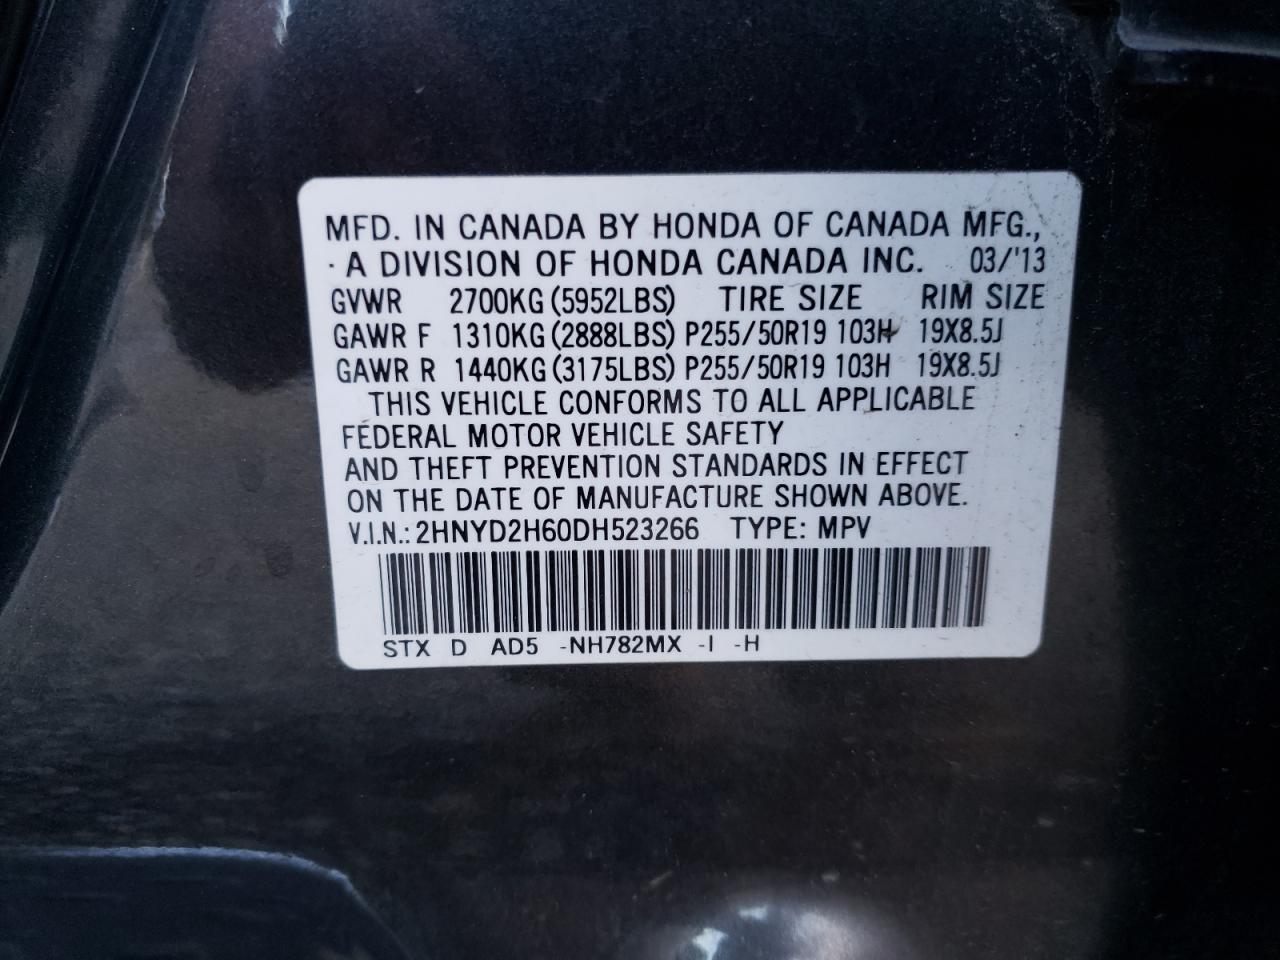 MFD. IN CANADA BY HONDA OF CANADA MFG.,
· A DIVISION OF HONDA CANADA INC. 03/'13
GVWR 2700KG (5952LBS) TIRE SIZE RIM SIZE
GAWR F 1310KG (2888LBS) P255/50R19 103H 19X8.5J
GAWR R 1440KG (3175LBS) P255/50R19 103H 19X8.5J
THIS VEHICLE CONFORMS TO ALL APPLICABLE
FEDERAL MOTOR VEHICLE SAFETY
AND THEFT PREVENTION STANDARDS IN EFFECT
ON THE DATE OF MANUFACTURE SHOWN ABOVE.
V.I.N.: 2HNYD2H60DH523266 TYPE: MPV
STX D AD5 -NH782MX -I -H